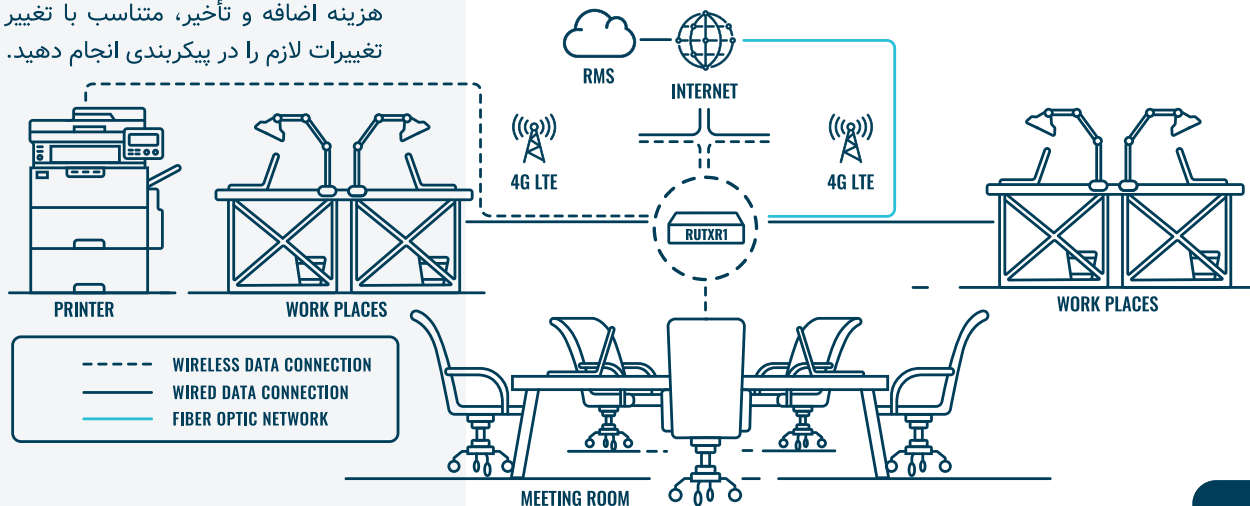 هزینه اضافه و تأخیر، متناسب با تغییر
تغییرات لازم را در پیکربندی انجام دهید.
RMS
INTERNET
4G LTE
4G LTE
RUTXR1
PRINTER
WORK PLACES
WORK PLACES
WIRELESS DATA CONNECTION
WIRED DATA CONNECTION
FIBER OPTIC NETWORK
MEETING ROOM